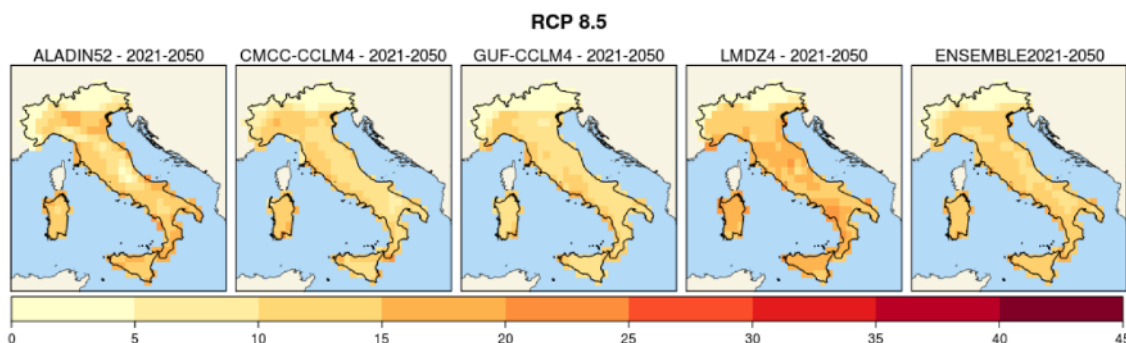 RCP 8.5
ALADIN52 - 2021-2050 CMCC-CCLM4 - 2021-2050 GUF-CCLM4 - 2021-2050 LMDZ4 - 2021-2050 ENSEMBLE2021-2050
0 5 10 15 20 25 30 35 40 45